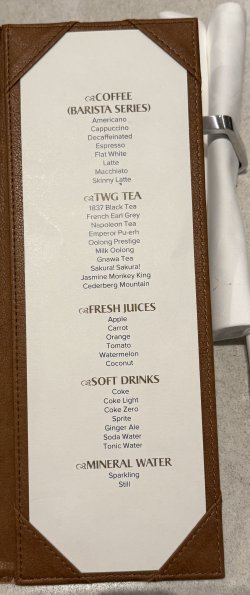 COFFEE
(BARISTA SERIES)
Americano
Cappuccino
Decaffeinated
Espresso
Flat White
Latte
Macchiato
Skinny Latte
TWG TEA
1837 Black Tea
French Earl Grey
Napoleon Tea
Emperor Pu-erh
Oolong Prestige
Milk Oolong
Gnawa Tea
Sakura! Sakura!
Jasmine Monkey King
Cederberg Mountain
FRESH JUICES
Apple
Carrot
Orange
Tomato
Watermelon
Coconut
SOFT DRINKS
Coke
Coke Light
Coke Zero
Sprite
Ginger Ale
Soda Water
Tonic Water
MINERAL WATER
Sparkling
Still